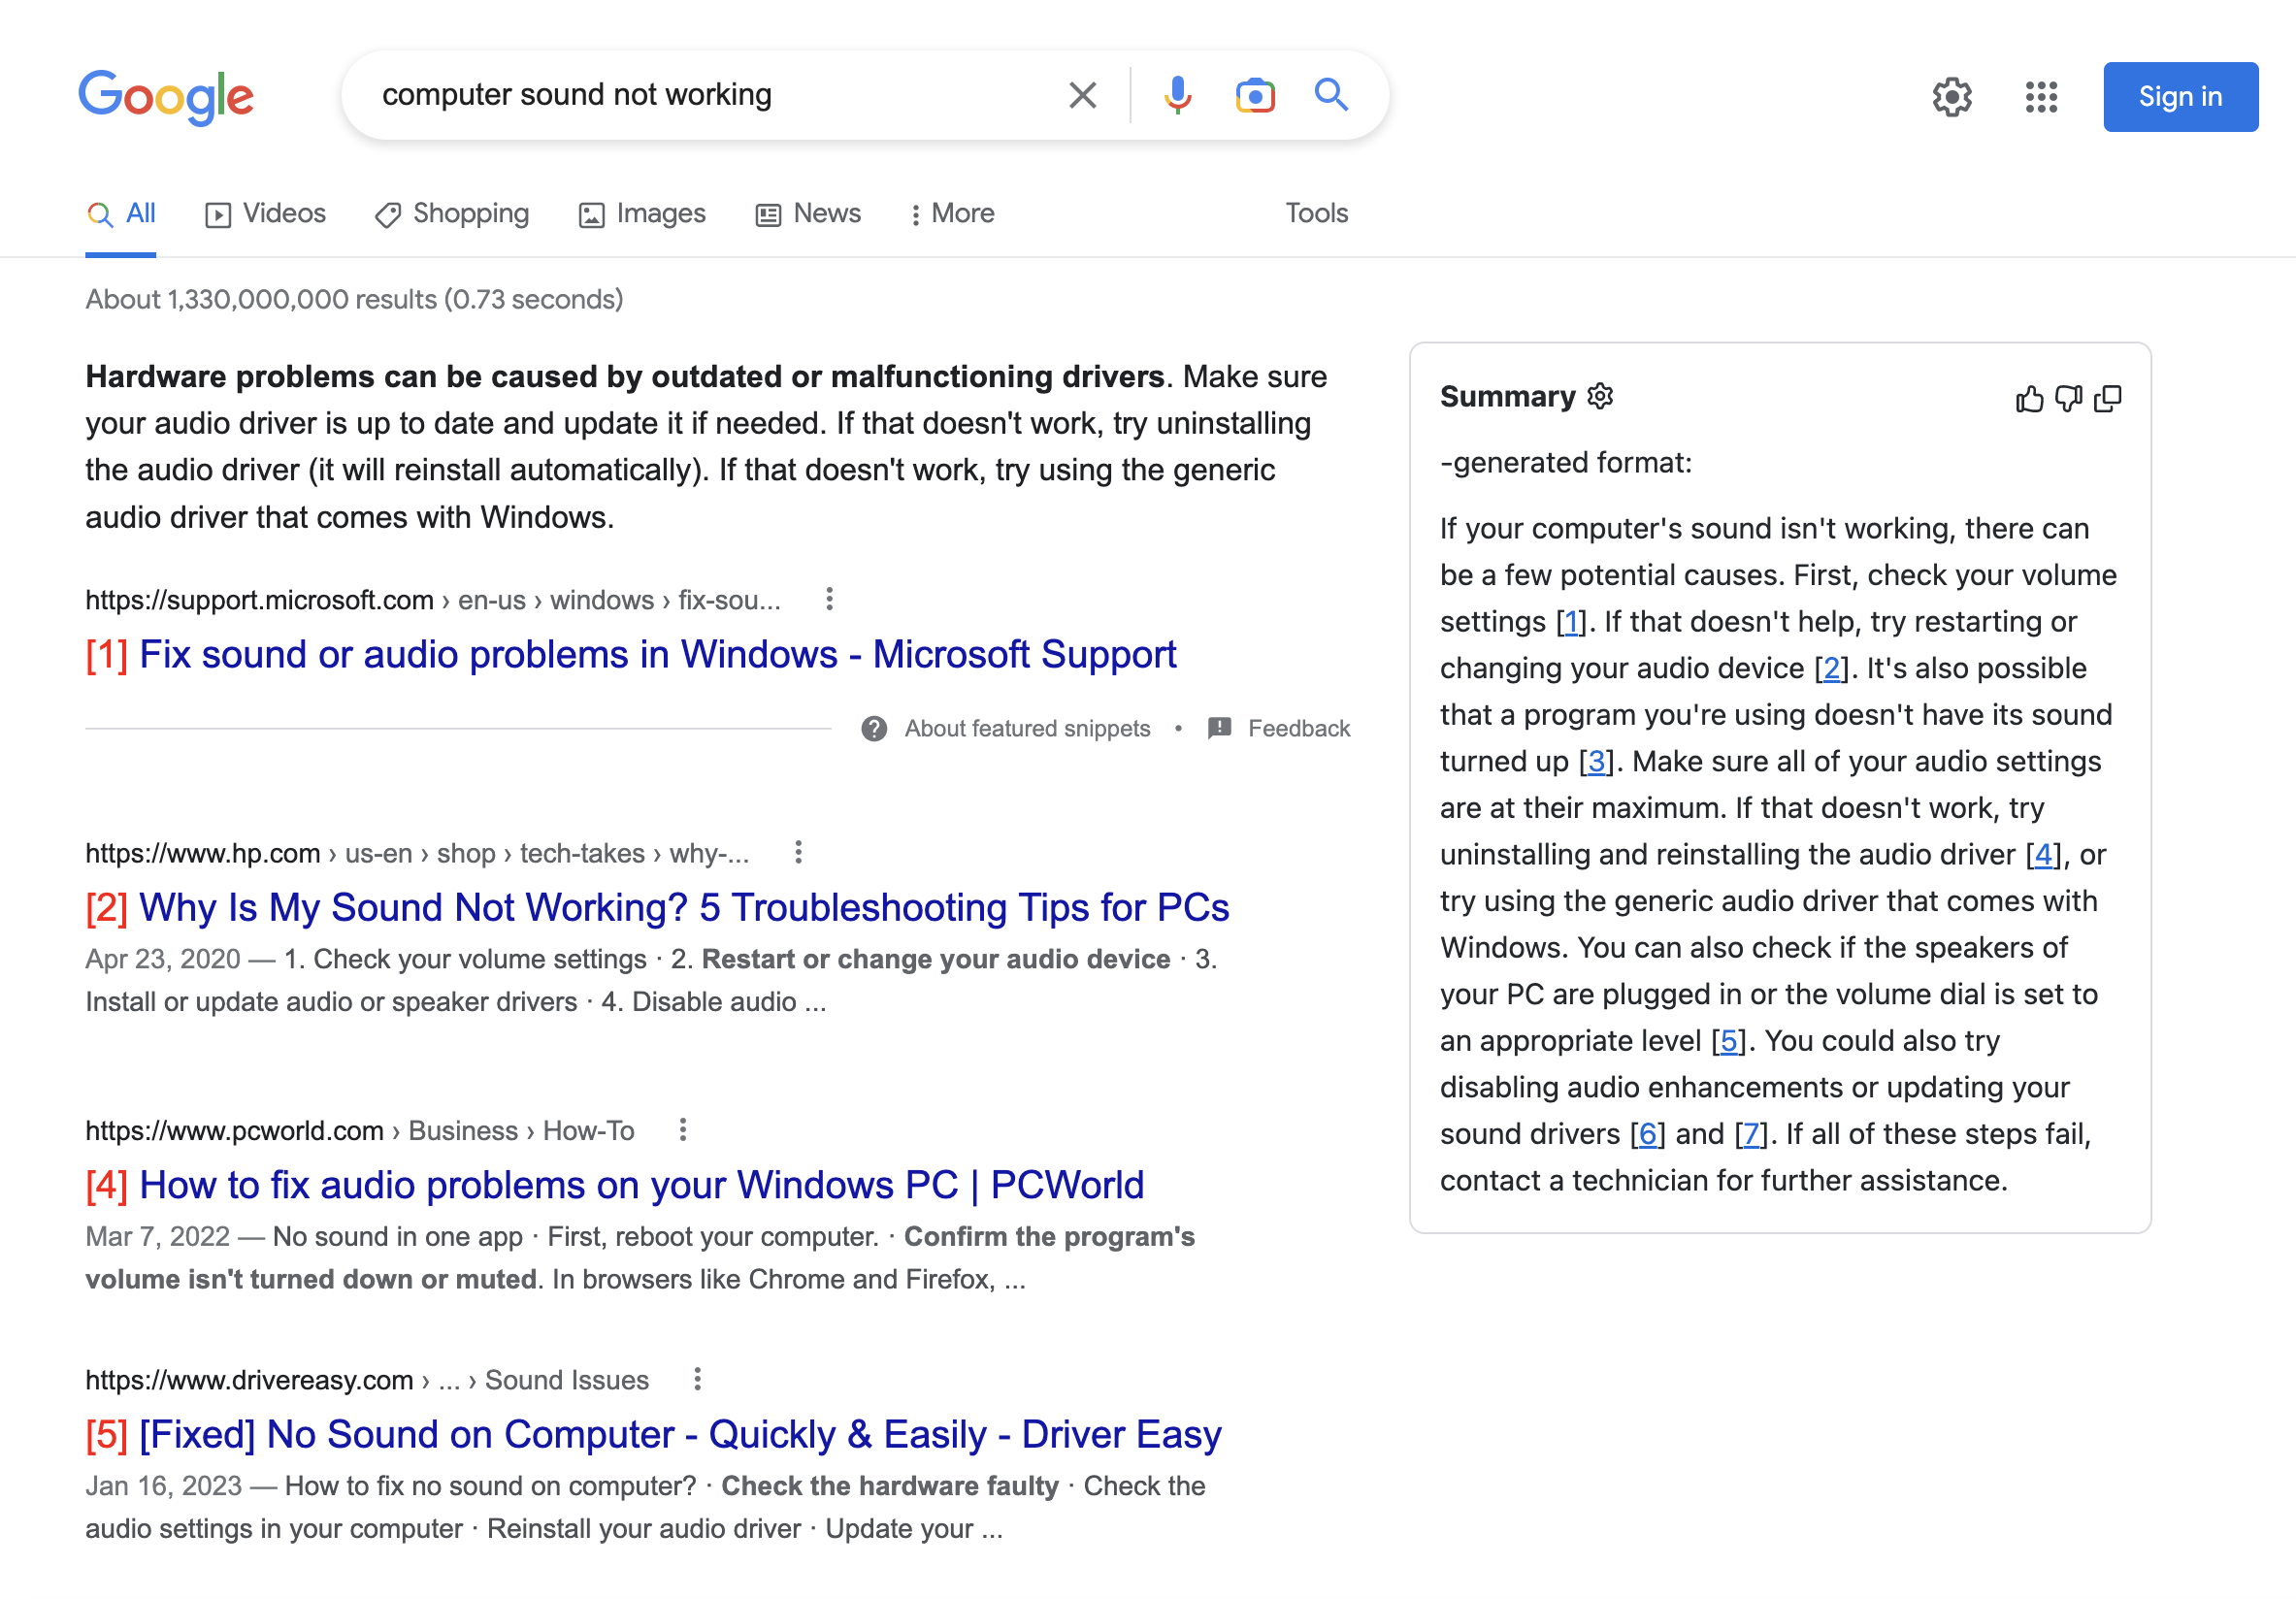 Google
computer sound not working
Sign in
All
Videos
Shopping
Images
News
More
Tools
About 1,330,000,000 results (0.73 seconds)
Hardware problems can be caused by outdated or malfunctioning drivers. Make sure
your audio driver is up to date and update it if needed. If that doesn't work, try uninstalling
the audio driver (it will reinstall automatically). If that doesn't work, try using the generic
audio driver that comes with Windows.
https://support.microsoft.com › en-us › windows › fix-sou...
[1] Fix sound or audio problems in Windows - Microsoft Support
About featured snippets • Feedback
https://www.hp.com › us-en › shop › tech-takes › why-...
[2] Why Is My Sound Not Working? 5 Troubleshooting Tips for PCs
Apr 23, 2020 — 1. Check your volume settings · 2. Restart or change your audio device · 3.
Install or update audio or speaker drivers · 4. Disable audio ...
https://www.pcworld.com › Business › How-To
[4] How to fix audio problems on your Windows PC | PCWorld
Mar 7, 2022 — No sound in one app · First, reboot your computer. · Confirm the program's
volume isn't turned down or muted. In browsers like Chrome and Firefox, ...
https://www.drivereasy.com › ... › Sound Issues
[5] [Fixed] No Sound on Computer - Quickly & Easily - Driver Easy
Jan 16, 2023 — How to fix no sound on computer? · Check the hardware faulty · Check the
audio settings in your computer · Reinstall your audio driver · Update your ...
Summary
-generated format:
If your computer's sound isn't working, there can
be a few potential causes. First, check your volume
settings [1]. If that doesn't help, try restarting or
changing your audio device [2]. It's also possible
that a program you're using doesn't have its sound
turned up [3]. Make sure all of your audio settings
are at their maximum. If that doesn't work, try
uninstalling and reinstalling the audio driver [4], or
try using the generic audio driver that comes with
Windows. You can also check if the speakers of
your PC are plugged in or the volume dial is set to
an appropriate level [5]. You could also try
disabling audio enhancements or updating your
sound drivers [6] and [7]. If all of these steps fail,
contact a technician for further assistance.